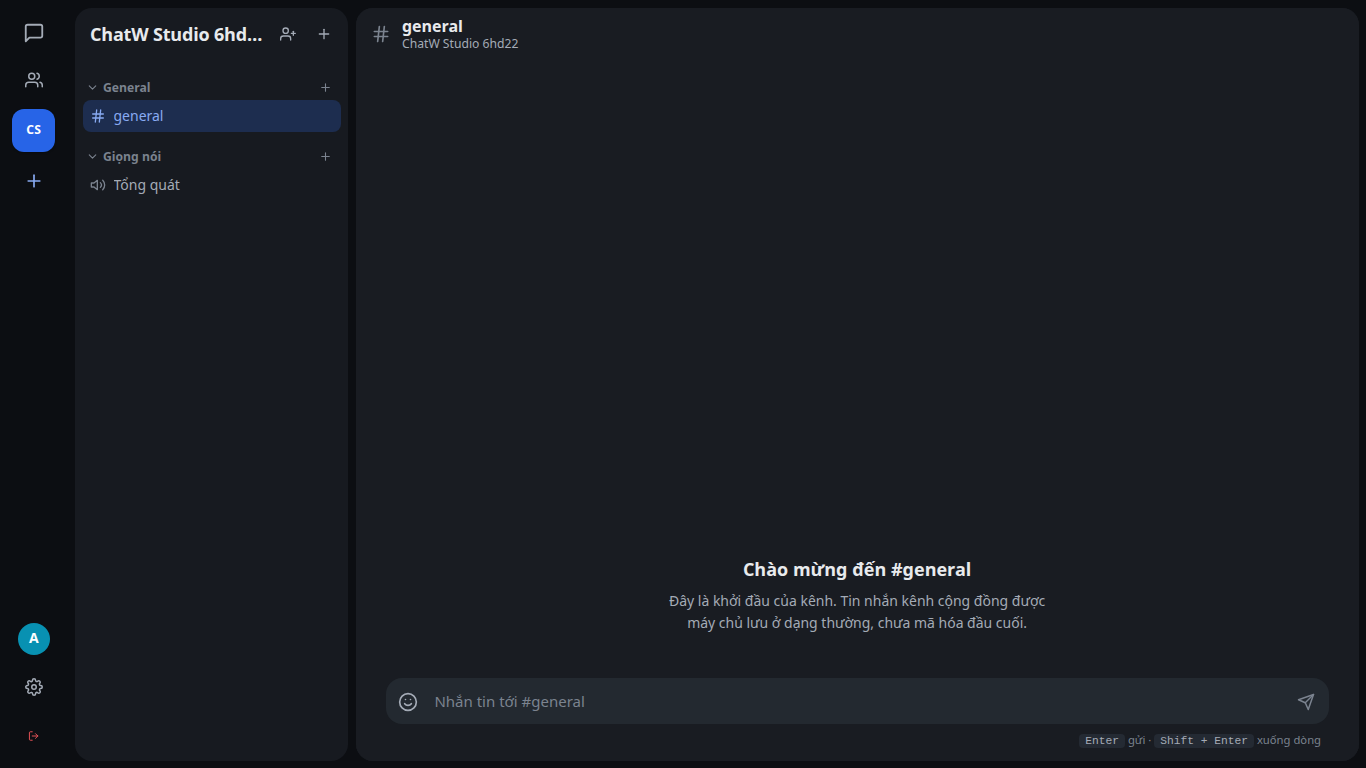 ChatW Studio 6hd...
general
ChatW Studio 6hd22
General
CS
general
Giọng nói
Tổng quát
Chào mừng đến #general
Đây là khởi đầu của kênh. Tin nhắn kênh cộng đồng được
máy chủ lưu ở dạng thường, chưa mã hóa đầu cuối.
A
Nhắn tin tới #general
Enter gửi · Shift + Enter xuống dòng